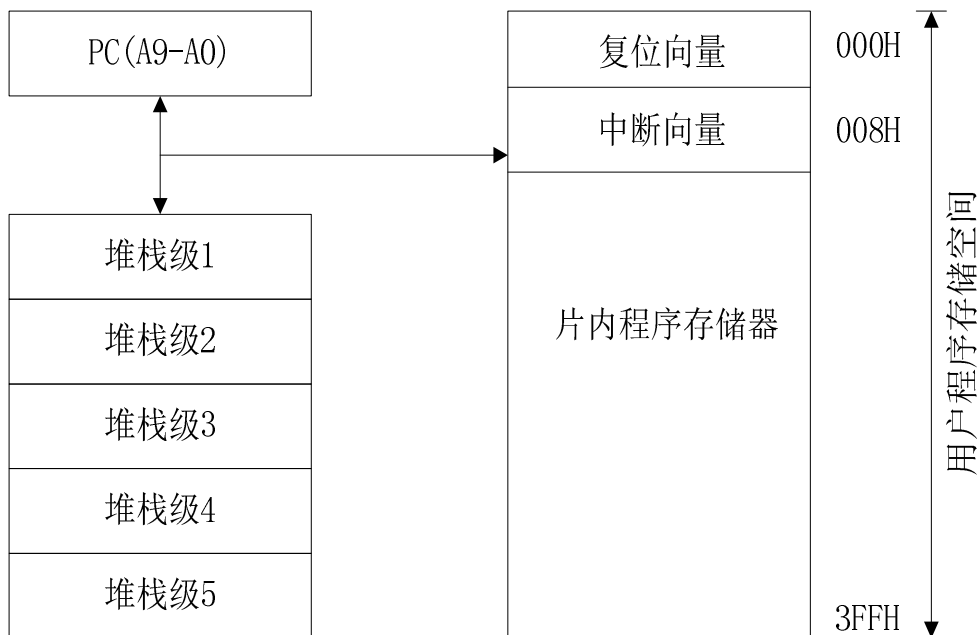 PC(A9-A0)
堆栈级1
堆栈级2
堆栈级3
堆栈级4
堆栈级5
复位向量
中断向量
片内程序存储器
000H
008H
3FFH
用户程序存储空间